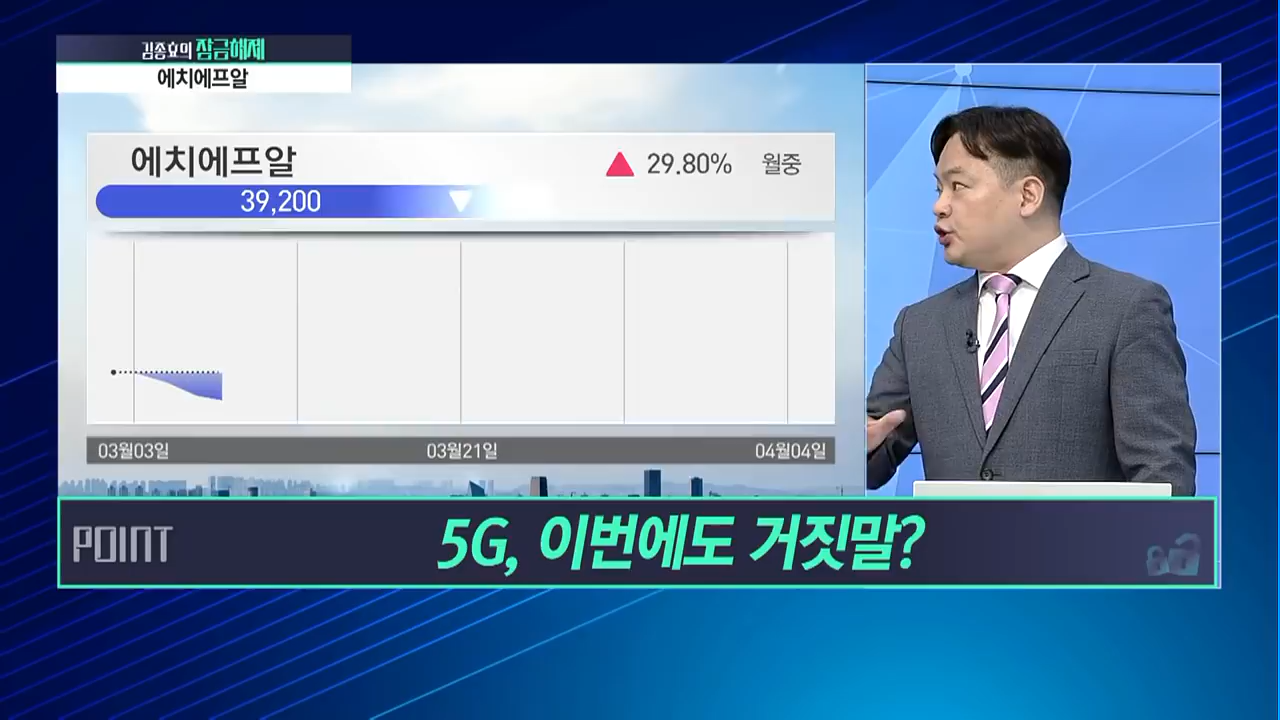 김종효의 잠금해제
에치에프알
에치에프알
▲ 29.80% 월중
39,200
03월03일 03월21일 04월04일
POINT
5G, 이번에도 거짓말?